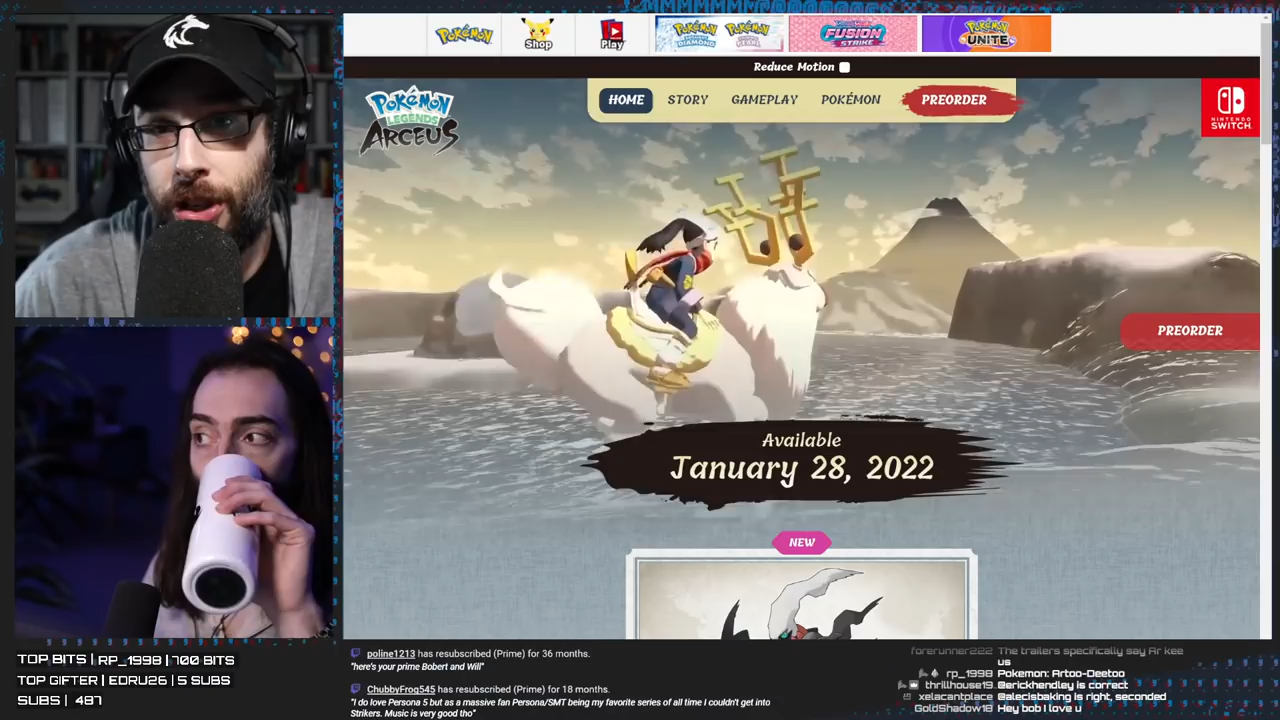 POKéMON
Shop
Play
POKéMON DIAMOND POKéMON PEARL
FUSION STRIKE
POKéMON UNITE
Reduce Motion
HOME STORY GAMEPLAY POKÉMON PREORDER
POKéMON
LEGENDS
ARCEUS
NINTENDO
SWITCH
PREORDER
Available
January 28, 2022
NEW
poline1213 has resubscribed (Prime) for 36 months.
"here's your prime Bobert and Will"
ChubbyFrog545 has resubscribed (Prime) for 18 months.
"I do love Persona 5 but as a massive fan Persona/SMT being my favorite series of all time I couldn't get into
Strikers. Music is very good tho"
TOP BITS | RP_1998 | 700 BITS
TOP GIFTER | EDRU26 | 5 SUBS
SUBS | 487
forerunner222 The trailers specifically say Ar kee
us
rp_1998 Pokemon: Artoo-Deetoo
thrillhouse19 @erickhendley is correct
xelacantplace @alecisbaking is right, seconded
GoldShadow18 Hey bob I love u